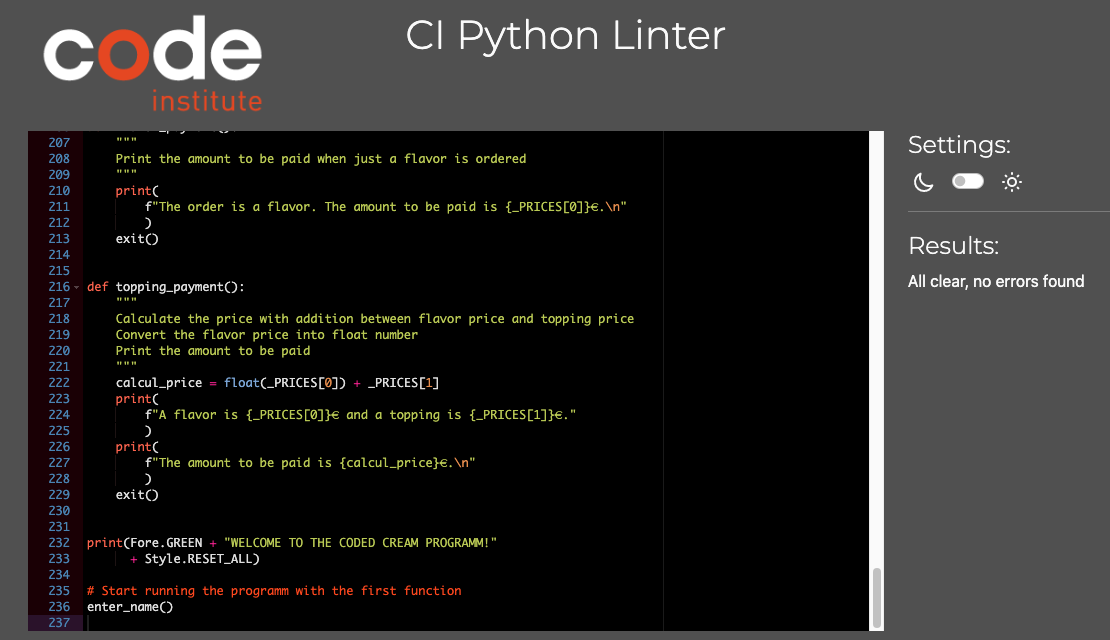 code
institute
CI Python Linter
207 """
208 Print the amount to be paid when just a flavor is ordered
209 """
210 print(
211 f"The order is a flavor. The amount to be paid is {_PRICES[0]}€.\n"
212 )
213 exit()
214
215
216 def topping_payment():
217 """
218 Calculate the price with addition between flavor price and topping price
219 Convert the flavor price into float number
220 Print the amount to be paid
221 """
222 calcul_price = float(_PRICES[0]) + _PRICES[1]
223 print(
224 f"A flavor is {_PRICES[0]}€ and a topping is {_PRICES[1]}€."
225 )
226 print(
227 f"The amount to be paid is {calcul_price}€.\n"
228 )
229 exit()
230
231
232 print(Fore.GREEN + "WELCOME TO THE CODED CREAM PROGRAMM!"
233 + Style.RESET_ALL)
234
235 # Start running the programm with the first function
236 enter_name()
237
Settings:
Results:
All clear, no errors found